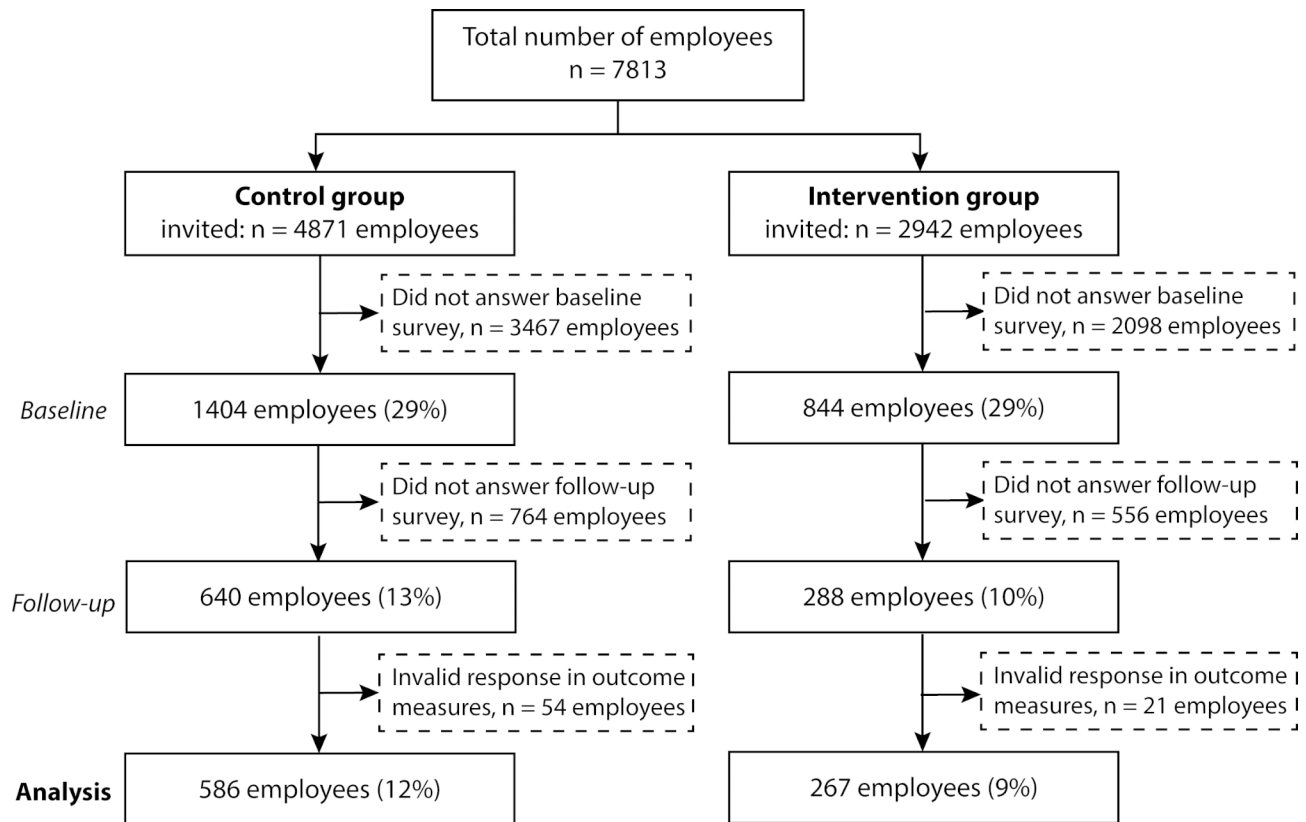 Total number of employees
n = 7813
Control group
invited: n = 4871 employees
Intervention group
invited: n = 2942 employees
Did not answer baseline
survey, n = 3467 employees
Did not answer baseline
survey, n = 2098 employees
Baseline
1404 employees (29%)
844 employees (29%)
Did not answer follow-up
survey, n = 764 employees
Did not answer follow-up
survey, n = 556 employees
Follow-up
640 employees (13%)
288 employees (10%)
Invalid response in outcome
measures, n = 54 employees
Invalid response in outcome
measures, n = 21 employees
Analysis
586 employees (12%)
267 employees (9%)